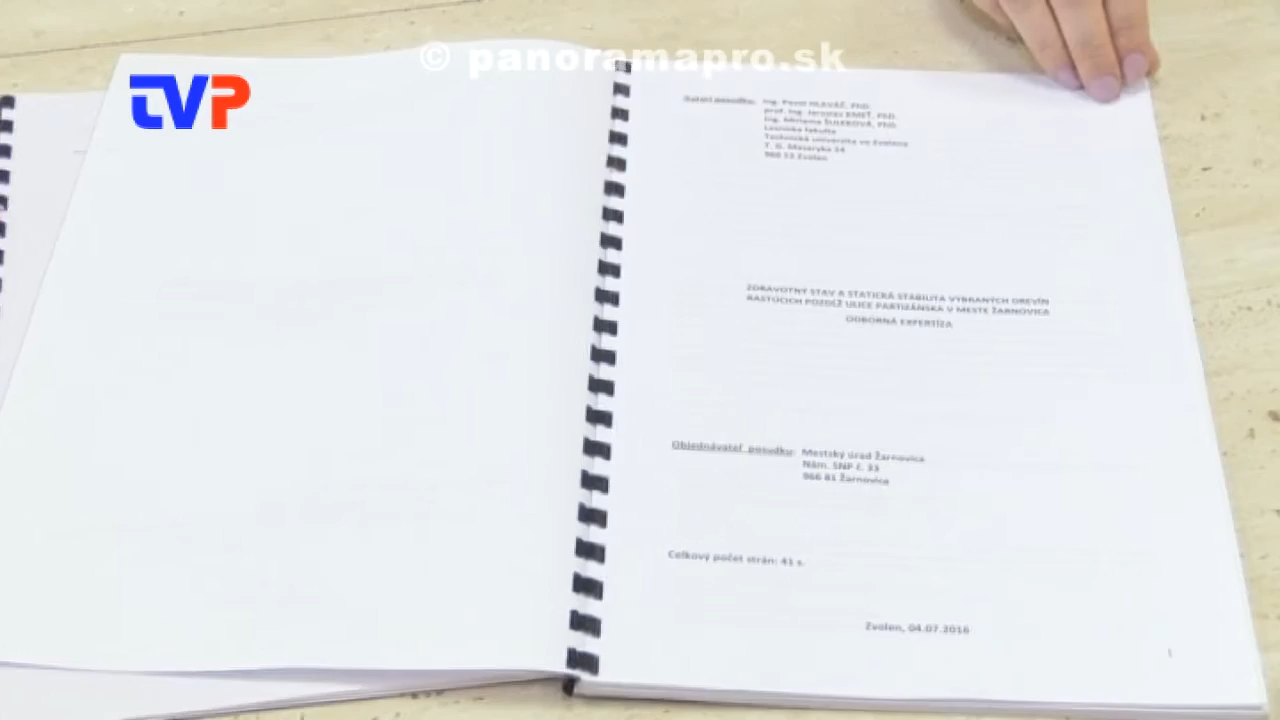 © panoramapro.sk
TVP
Autori posudku: Ing. Pavol HLAVÁČ, PhD.
prof. Ing. Jaroslav KMEŤ, PhD.
Ing. Miriama ŠULEKOVÁ, PhD.
Lesnícka fakulta
Technická univerzita vo Zvolene
T. G. Masaryka 24
960 53 Zvolen
ZDRAVOTNÝ STAV A STATICKÁ STABILITA VYBRANÝCH DREVÍN
RASTÚCICH POZDĹŽ ULICE PARTIZÁNSKA V MESTE ŽARNOVICA
ODBORNÁ EXPERTÍZA
Objednávateľ posudku: Mestský úrad Žarnovica
Nám. SNP č. 33
966 81 Žarnovica
Celkový počet strán: 41 s.
Zvolen, 04.07.2016
1